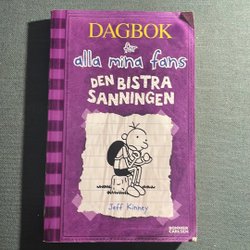 DAGBOK
för
alla mina fans
DEN BISTRA
SANNINGEN
Jeff Kinney
BONNIER
CARLSEN